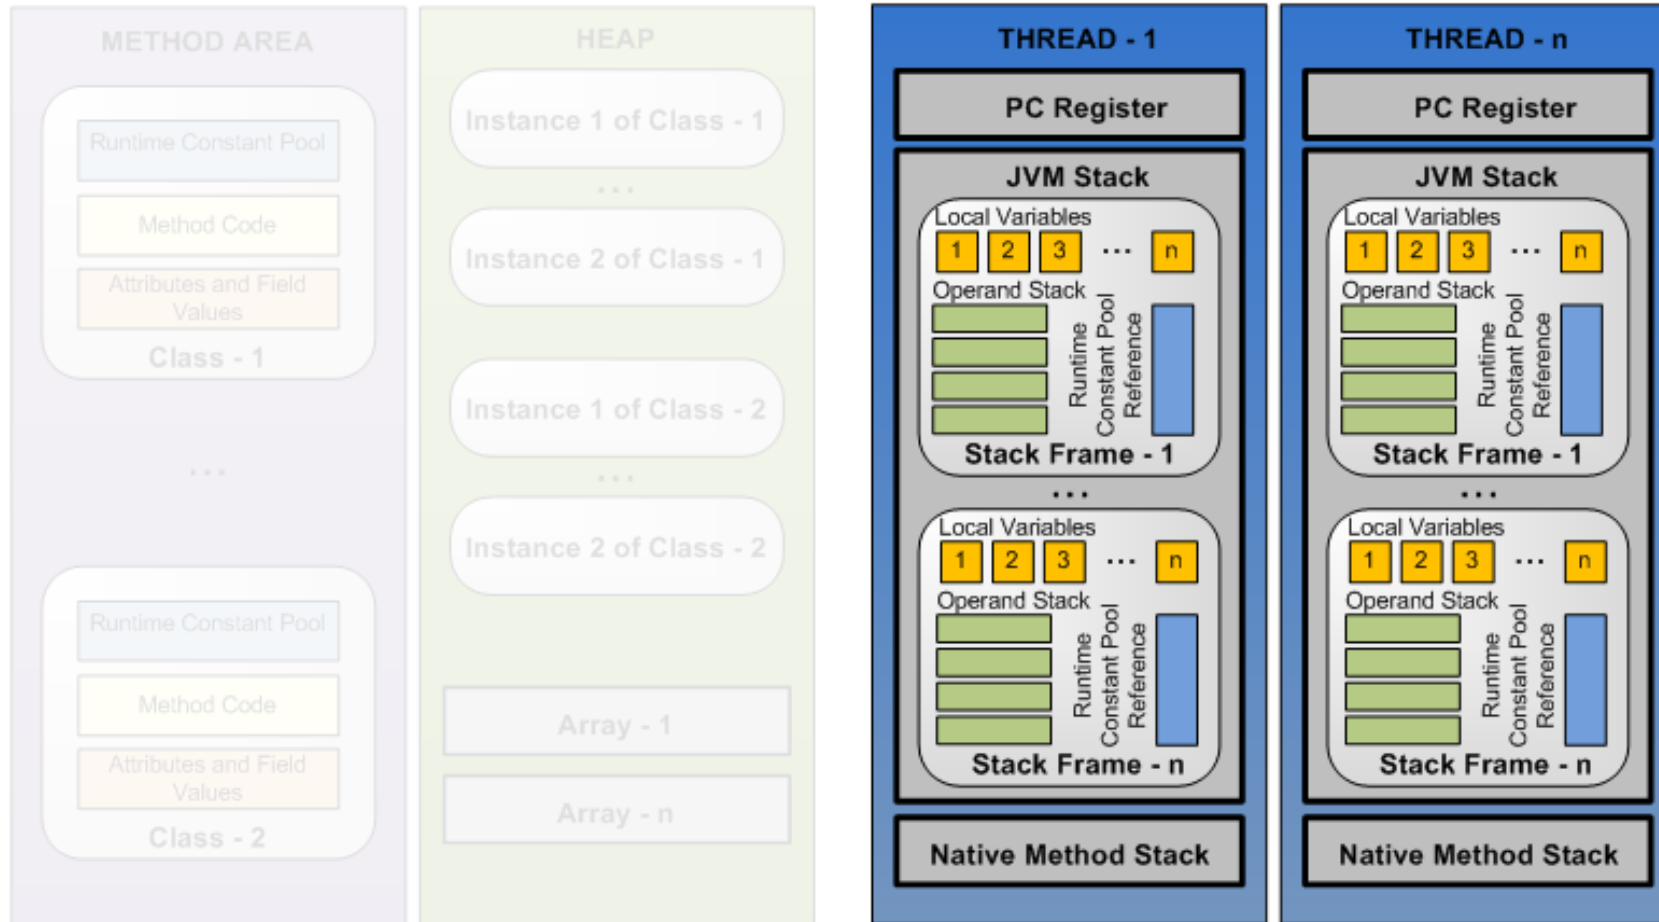 METHOD AREA
Runtime Constant Pool
Method Code
Attributes and Field
Values
Class - 1
...
Runtime Constant Pool
Method Code
Attributes and Field
Values
Class - 2
HEAP
Instance 1 of Class - 1
...
Instance 2 of Class - 1
Instance 1 of Class - 2
...
Instance 2 of Class - 2
Array - 1
Array - n
THREAD - 1
PC Register
JVM Stack
Local Variables
1 2 3 ... n
Operand Stack
Runtime
Constant Pool
Reference
Stack Frame - 1
...
Local Variables
1 2 3 ... n
Operand Stack
Runtime
Constant Pool
Reference
Stack Frame - n
Native Method Stack
THREAD - n
PC Register
JVM Stack
Local Variables
1 2 3 ... n
Operand Stack
Runtime
Constant Pool
Reference
Stack Frame - 1
...
Local Variables
1 2 3 ... n
Operand Stack
Runtime
Constant Pool
Reference
Stack Frame - n
Native Method Stack